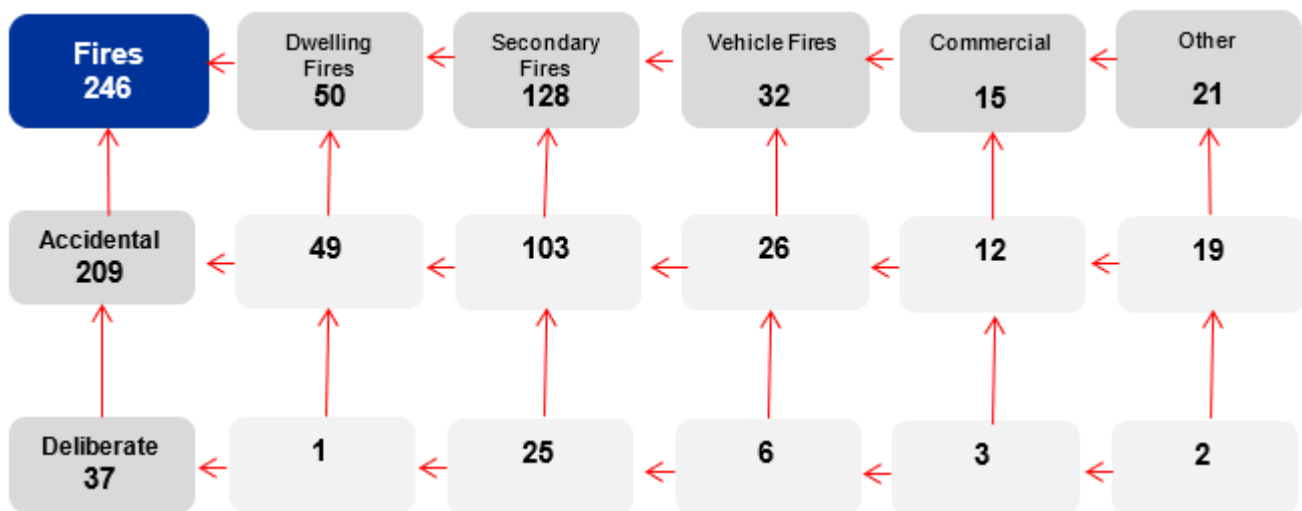 Fires
246
Dwelling
Fires
50
Secondary
Fires
128
Vehicle Fires
32
Commercial
15
Other
21
Accidental
209
49
103
26
12
19
Deliberate
37
1
25
6
3
2